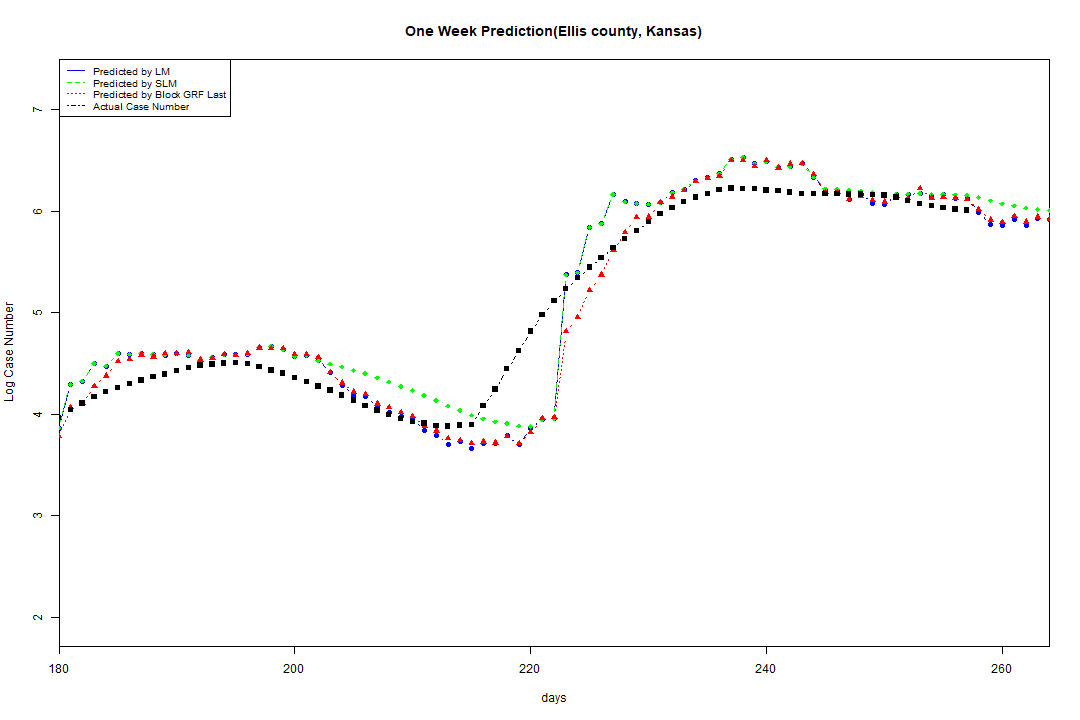 One Week Prediction(Ellis county, Kansas)
Predicted by LM
Predicted by SLM
Predicted by Block GRF Last
Actual Case Number
7
6
5
4
3
2
Log Case Number
180 200 220 240 260
days